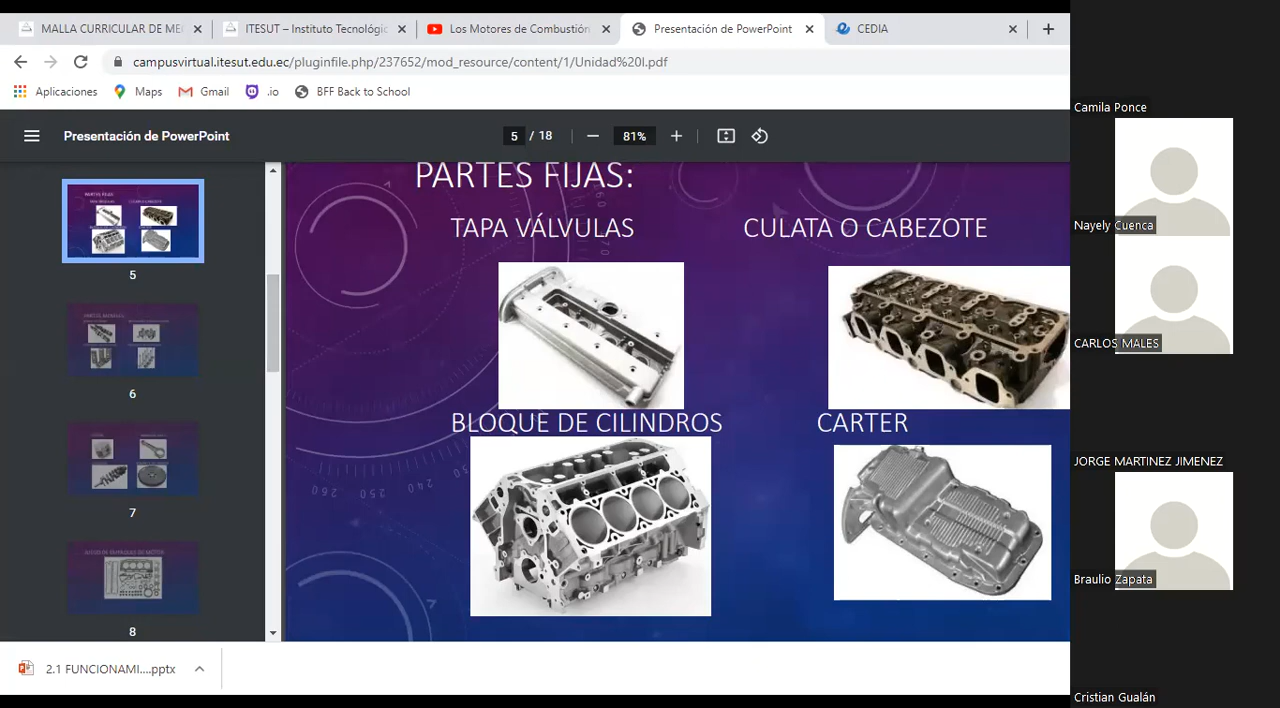 MALLA CURRICULAR DE ME
ITESUT – Instituto Tecnológic
Los Motores de Combustión
Presentación de PowerPoint
CEDIA
campusvirtual.itesut.edu.ec/pluginfile.php/237652/mod_resource/content/1/Unidad%20I.pdf
Aplicaciones
Maps
Gmail
.io
BFF Back to School
Presentación de PowerPoint
5 / 18
81%
5
6
7
8
PARTES FIJAS:
TAPA VÁLVULAS
CULATA O CABEZOTE
BLOQUE DE CILINDROS
CARTER
260
250
240
2.1 FUNCIONAMI....pptx
Camila Ponce
Nayely Cuenca
CARLOS MALES
JORGE MARTINEZ JIMENEZ
Braulio Zapata
Cristian Gualán